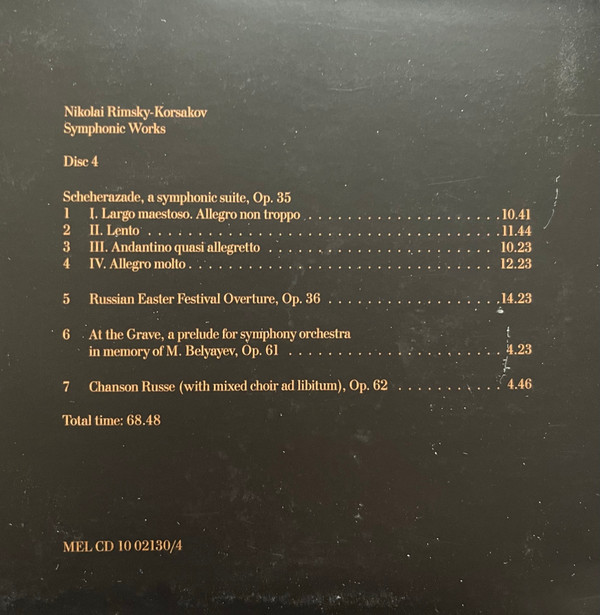 Nikolai Rimsky-Korsakov
Symphonic Works
Disc 4
Scheherazade, a symphonic suite, Op. 35
1 I. Largo maestoso. Allegro non troppo . . . . . . . . . . . . . . . . . . . . . . 10.41
2 II. Lento . . . . . . . . . . . . . . . . . . . . . . . . . . . . . . . . . . . . . . . 11.44
3 III. Andantino quasi allegretto . . . . . . . . . . . . . . . . . . . . . . . . . . 10.23
4 IV. Allegro molto . . . . . . . . . . . . . . . . . . . . . . . . . . . . . . . . . . 12.23
5 Russian Easter Festival Overture, Op. 36 . . . . . . . . . . . . . . . . . . . 14.23
6 At the Grave, a prelude for symphony orchestra
in memory of M. Belyayev, Op. 61 . . . . . . . . . . . . . . . . . . . . . . . . 4.23
7 Chanson Russe (with mixed choir ad libitum), Op. 62 . . . . . . . . . . . 4.46
Total time: 68.48
MEL CD 10 02130/4